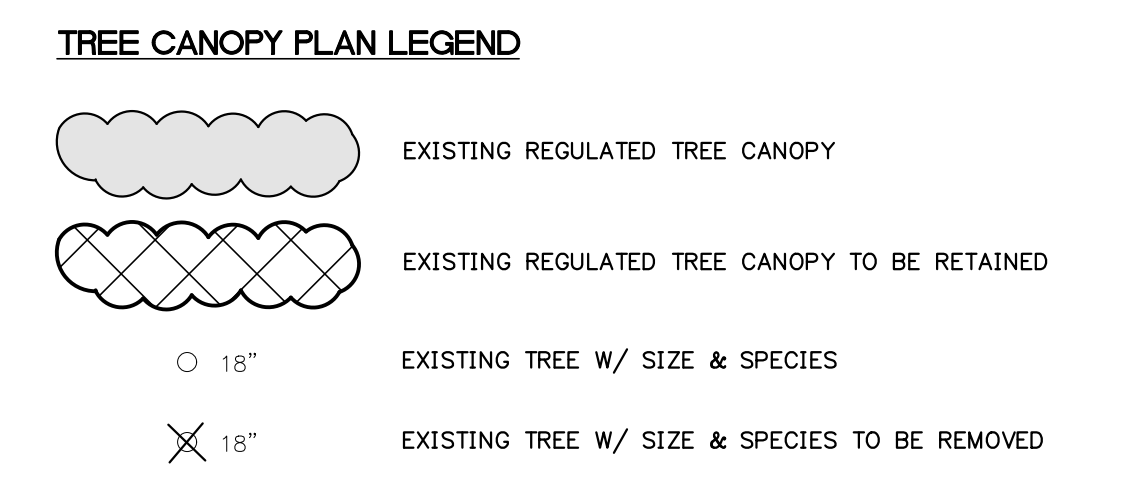 TREE CANOPY PLAN LEGEND
EXISTING REGULATED TREE CANOPY
EXISTING REGULATED TREE CANOPY TO BE RETAINED
18" EXISTING TREE W/ SIZE & SPECIES
18" EXISTING TREE W/ SIZE & SPECIES TO BE REMOVED